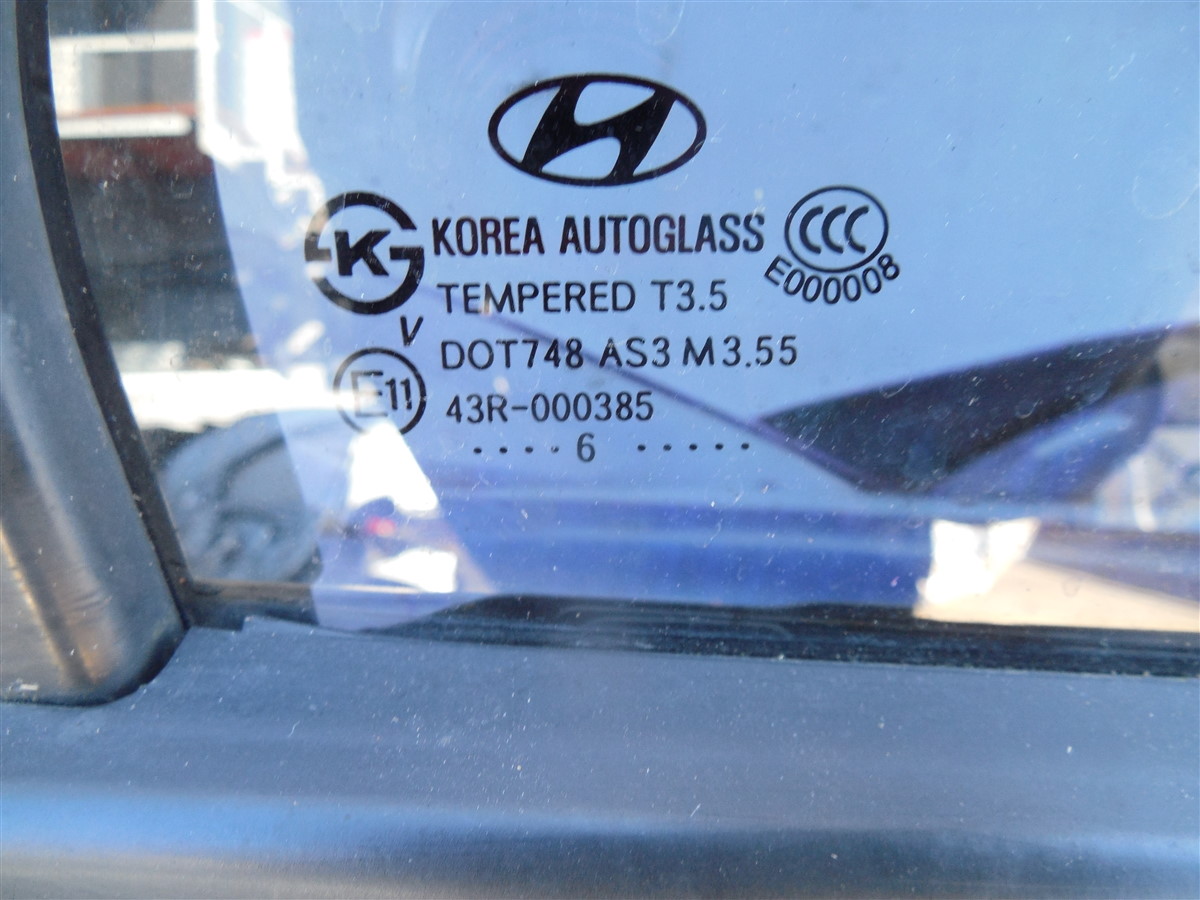 KOREA AUTOGLASS
CCC
E000008
K
TEMPERED T3.5
V
DOT748 AS3 M3.55
E11
43R-000385
....6 .....